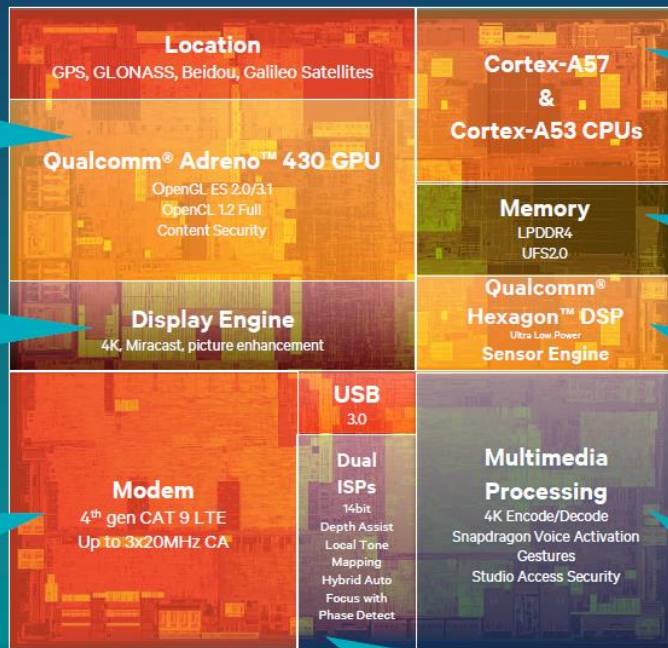 Location
GPS, GLONASS, Beidou, Galileo Satellites
Qualcomm® Adreno™ 430 GPU
OpenGL ES 2.0/3.1
OpenCL 1.2 Full
Content Security
Display Engine
4K, Miracast, picture enhancement
Cortex-A57
&
Cortex-A53 CPUs
Memory
LPDDR4
UFS2.0
Qualcomm®
Hexagon™ DSP
Ultra Low Power
Sensor Engine
Modem
4th gen CAT 9 LTE
Up to 3x20MHz CA
USB
3.0
Dual
ISPs
14bit
Depth Assist
Local Tone
Mapping
Hybrid Auto
Focus with
Phase Detect
Multimedia
Processing
4K Encode/Decode
Snapdragon Voice Activation
Gestures
Studio Access Security